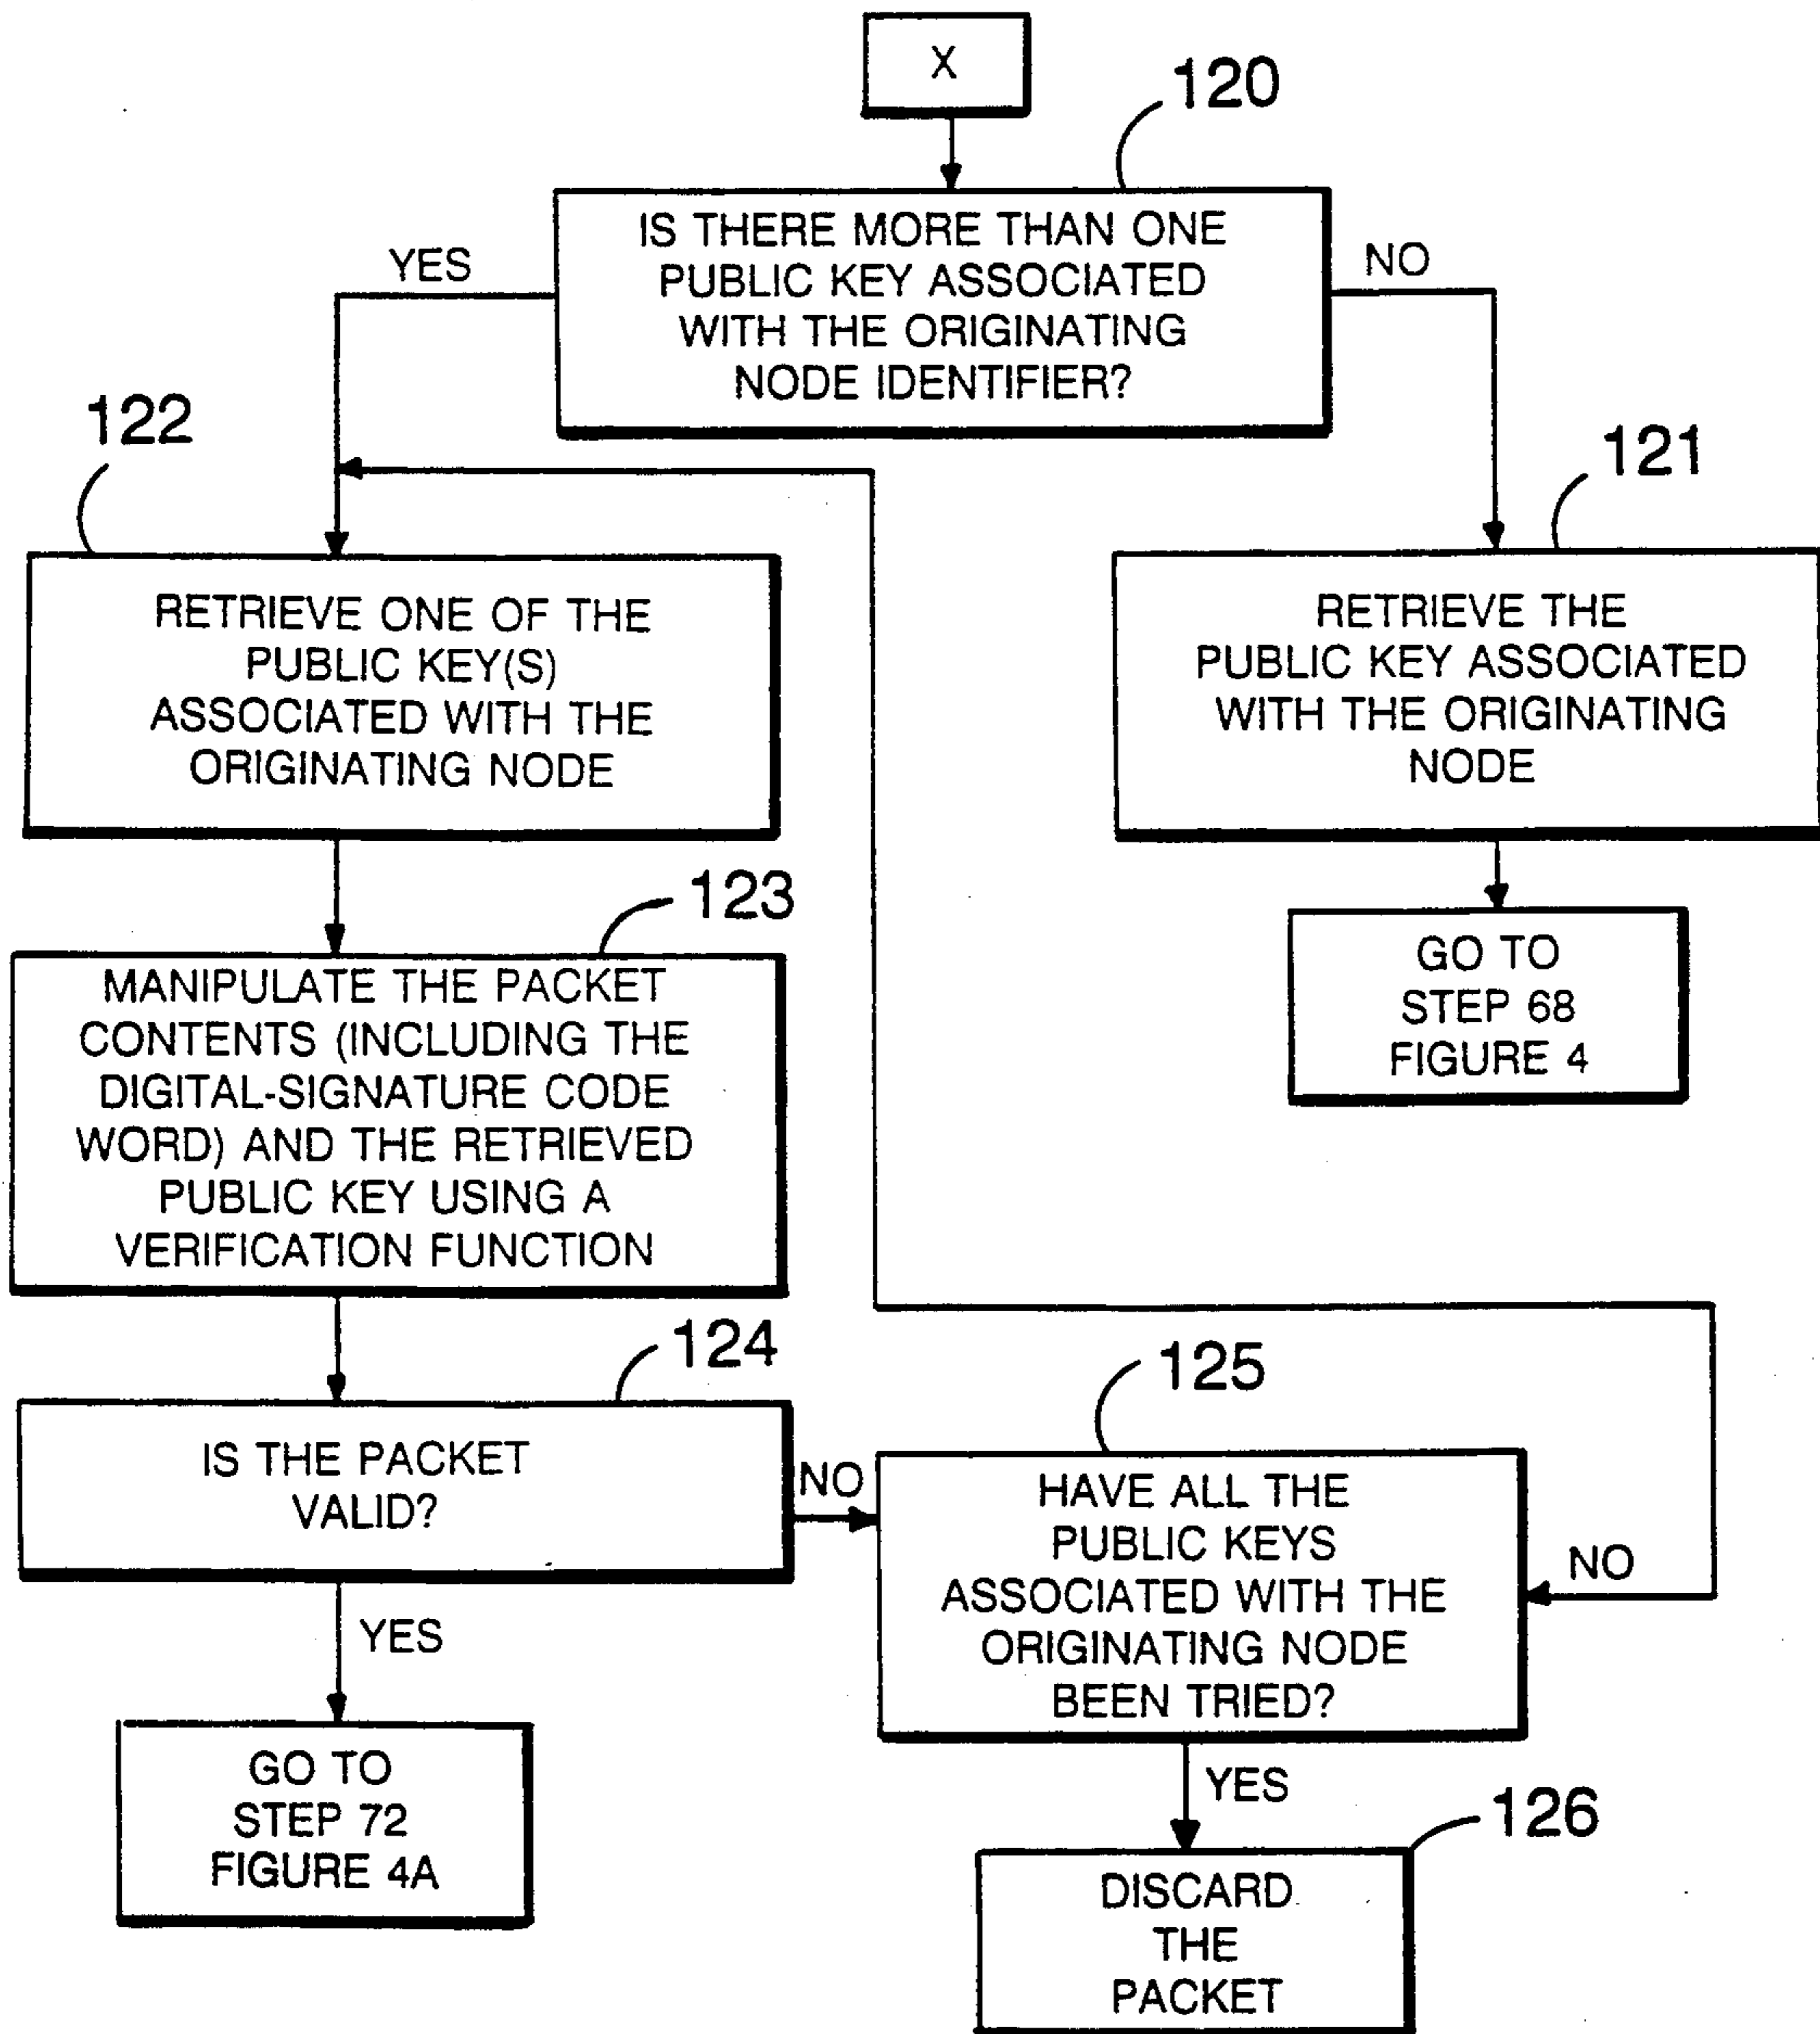 X
120
IS THERE MORE THAN ONE
PUBLIC KEY ASSOCIATED
WITH THE ORIGINATING
NODE IDENTIFIER?
YES
NO
122
121
RETRIEVE ONE OF THE
PUBLIC KEY(S)
ASSOCIATED WITH THE
ORIGINATING NODE
RETRIEVE THE
PUBLIC KEY ASSOCIATED
WITH THE ORIGINATING
NODE
123
GO TO
STEP 68
FIGURE 4
MANIPULATE THE PACKET
CONTENTS (INCLUDING THE
DIGITAL-SIGNATURE CODE
WORD) AND THE RETRIEVED
PUBLIC KEY USING A
VERIFICATION FUNCTION
124
125
IS THE PACKET
VALID?
NO
HAVE ALL THE
PUBLIC KEYS
ASSOCIATED WITH THE
ORIGINATING NODE
BEEN TRIED?
NO
YES
GO TO
STEP 72
FIGURE 4A
YES
126
DISCARD
THE
PACKET